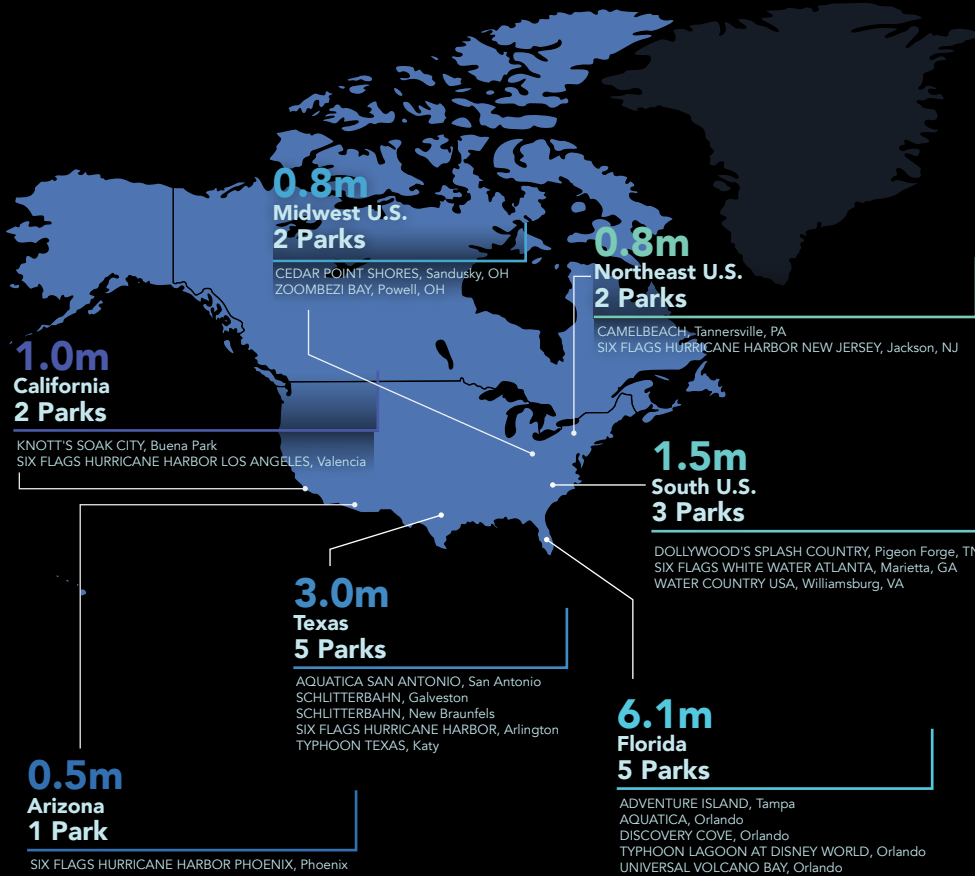 0.8m
Midwest U.S.
2 Parks
CEDAR POINT SHORES, Sandusky, OH
ZOOMBEZI BAY, Powell, OH
0.8m
Northeast U.S.
2 Parks
CAMELBEACH, Tannersville, PA
SIX FLAGS HURRICANE HARBOR NEW JERSEY, Jackson, NJ
1.0m
California
2 Parks
KNOTT'S SOAK CITY, Buena Park
SIX FLAGS HURRICANE HARBOR LOS ANGELES, Valencia
1.5m
South U.S.
3 Parks
DOLLYWOOD'S SPLASH COUNTRY, Pigeon Forge, TN
SIX FLAGS WHITE WATER ATLANTA, Marietta, GA
WATER COUNTRY USA, Williamsburg, VA
3.0m
Texas
5 Parks
AQUATICA SAN ANTONIO, San Antonio
SCHLITTERBAHN, Galveston
SCHLITTERBAHN, New Braunfels
SIX FLAGS HURRICANE HARBOR, Arlington
TYPHOON TEXAS, Katy
6.1m
Florida
5 Parks
ADVENTURE ISLAND, Tampa
AQUATICA, Orlando
DISCOVERY COVE, Orlando
TYPHOON LAGOON AT DISNEY WORLD, Orlando
UNIVERSAL VOLCANO BAY, Orlando
0.5m
Arizona
1 Park
SIX FLAGS HURRICANE HARBOR PHOENIX, Phoenix